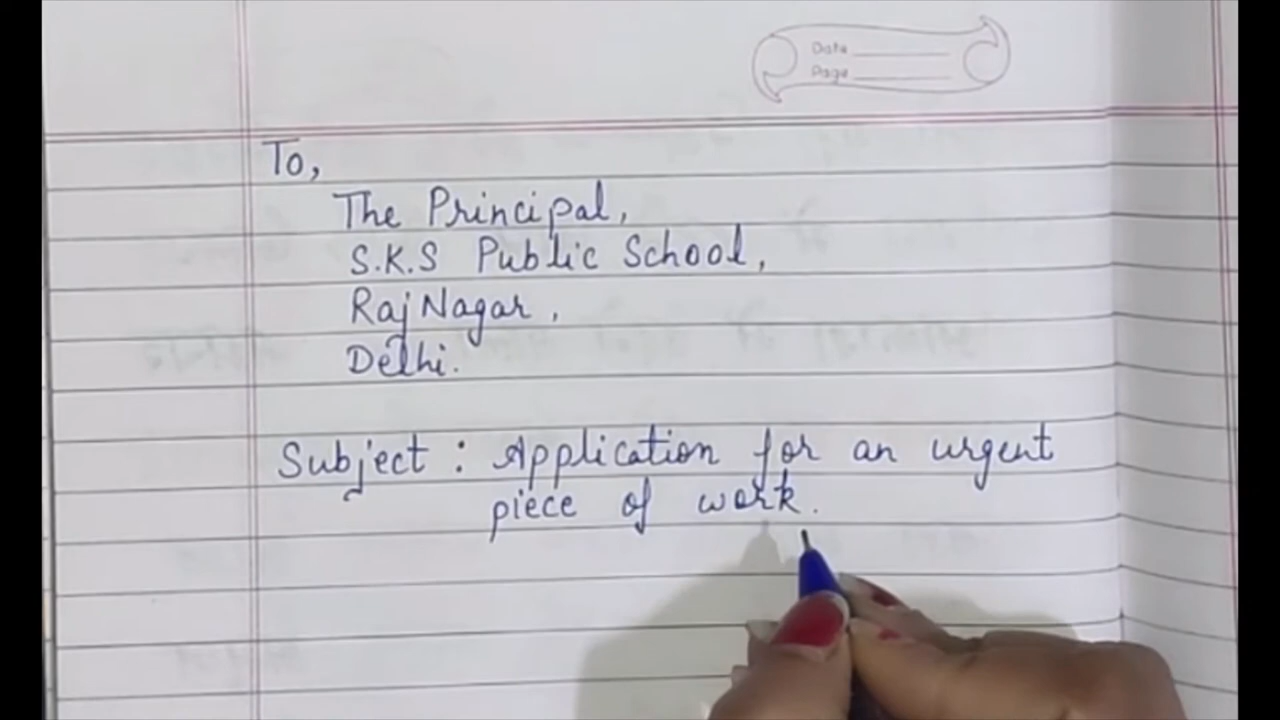 Date
Page
To,
The Principal,
S.K.S Public School,
Raj Nagar,
Delhi.
Subject : Application for an urgent
piece of work.